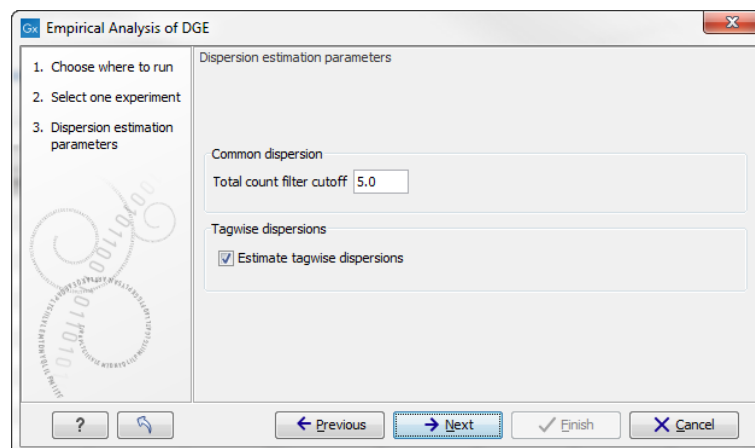 Gx Empirical Analysis of DGE
X
1. Choose where to run
2. Select one experiment
3. Dispersion estimation
parameters
Dispersion estimation parameters
Common dispersion
Total count filter cutoff 5.0
Tagwise dispersions
Estimate tagwise dispersions
? Previous Next Finish Cancel